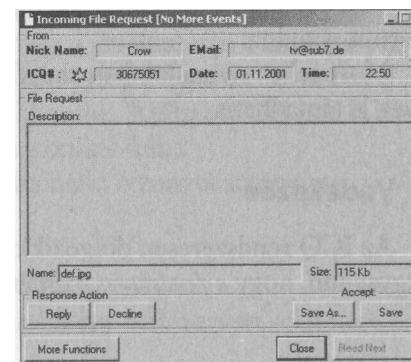 Incoming File Request [No More Events]
From
Nick Name: Crow EMail: tv@sub7.de
ICQ#: 30675051 Date: 01.11.2001 Time: 22:50
File Request
Description:
Name: def.jpg Size: 115 Kb
Response Action Accept:
Reply Decline Save As... Save
More Functions Close Read Next